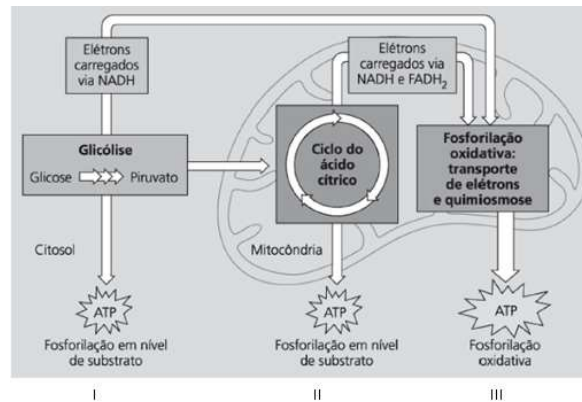 Elétrons
carregados
via NADH
Elétrons
carregados via
NADH e FADH₂
Glicólise
Glicose Piruvato
Ciclo do
ácido
cítrico
Fosforilação
oxidativa:
transporte
de elétrons
e quimiosmose
Citosol
Mitocôndria
ATP
ATP
ATP
Fosforilação em nível
de substrato
Fosforilação em nível
de substrato
Fosforilação
oxidativa
I
II
III